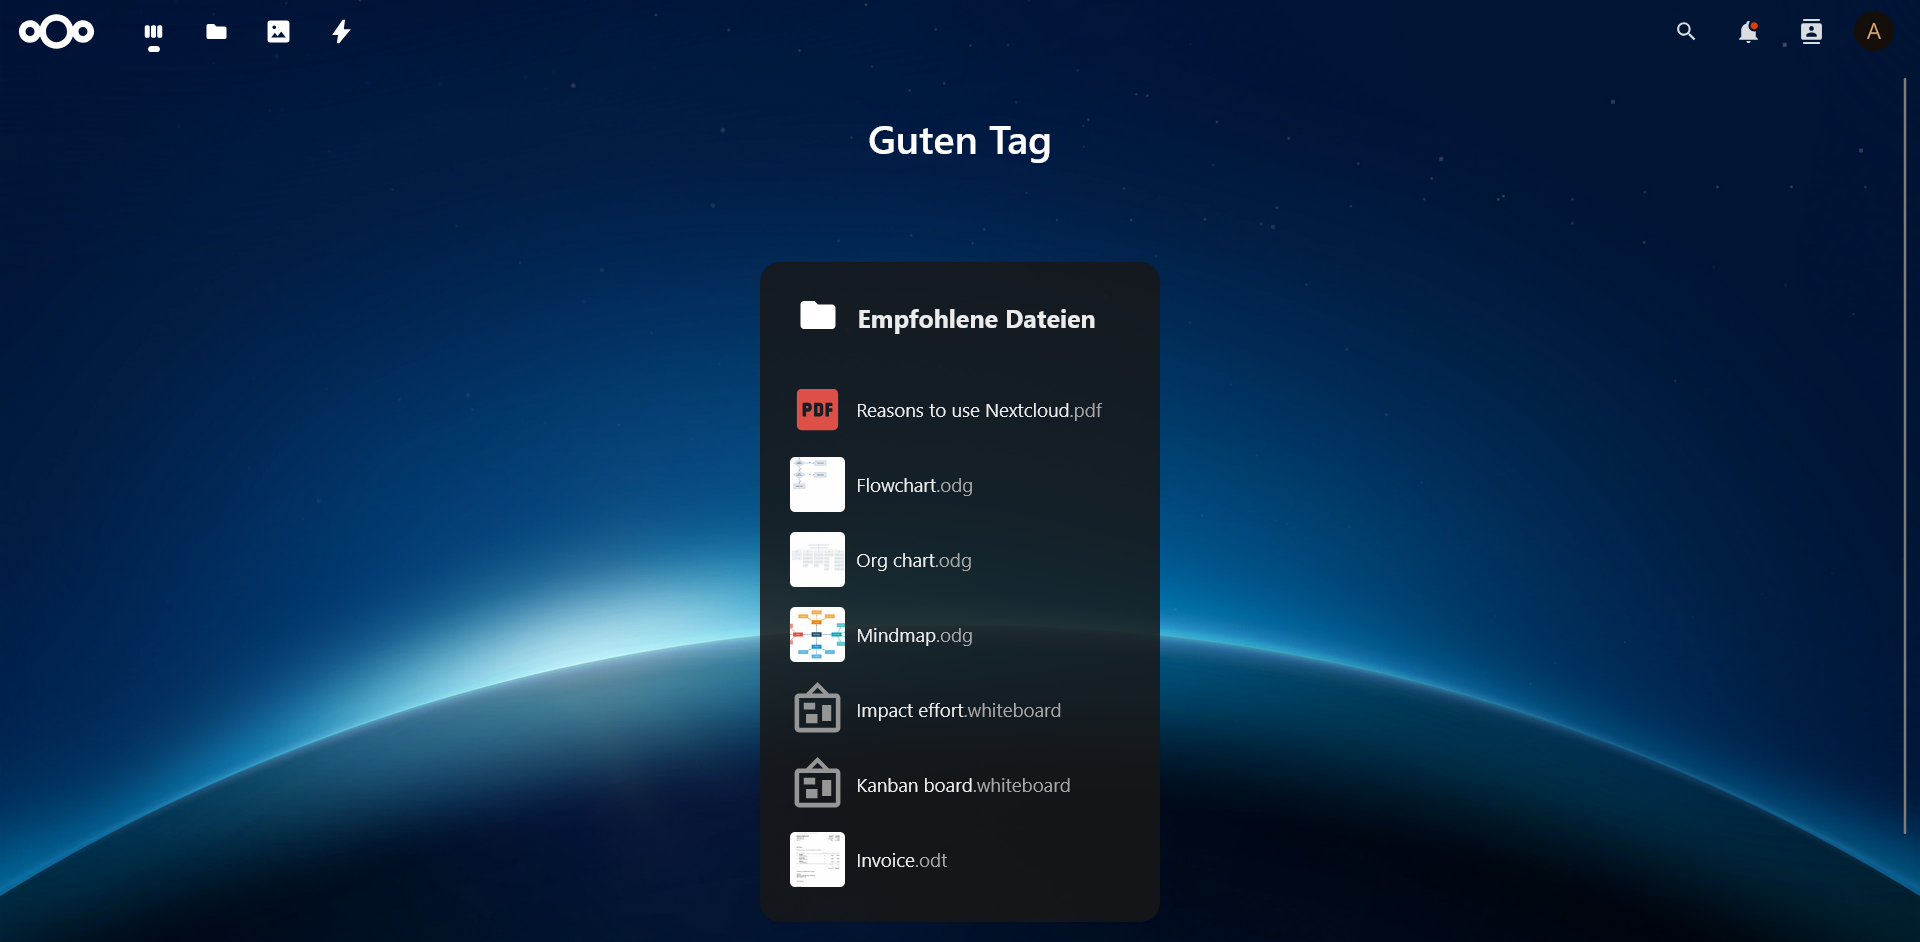 A
Guten Tag
Empfohlene Dateien
PDF
Reasons to use Nextcloud.pdf
Flowchart.odg
Org chart.odg
Mindmap.odg
Impact effort.whiteboard
Kanban board.whiteboard
Invoice.odt